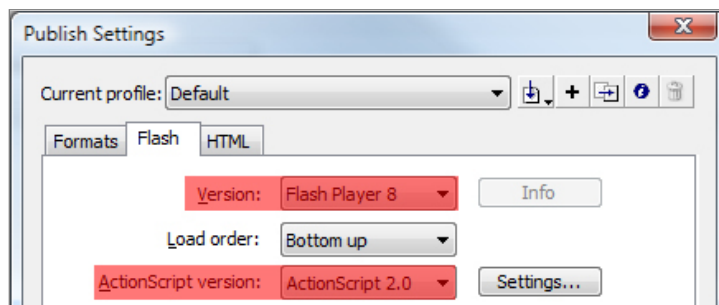 Publish Settings
Current profile: Default
Formats Flash HTML
Version: Flash Player 8 Info
Load order: Bottom up
ActionScript version: ActionScript 2.0 Settings...